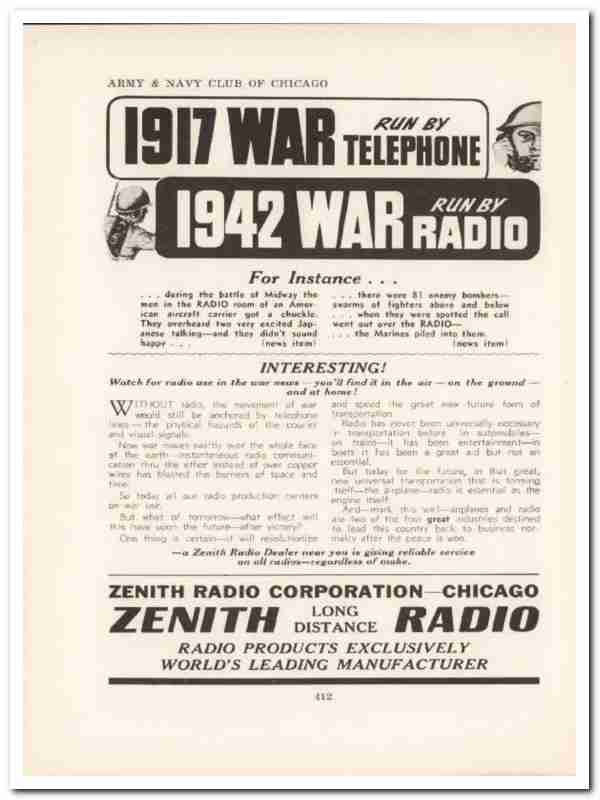 ARMY & NAVY CLUB OF CHICAGO
1917 WAR RUN BY TELEPHONE
1942 WAR RUN BY RADIO
For Instance . . .
. . . during the battle of Midway the
men in the RADIO room of an Amer-
ican aircraft carrier got a chuckle.
They overheard two very excited Jap-
anese talking—and they didn't sound
happy . . . (news item)
. . . there were 81 enemy bombers—
swarms of fighters above and below
. . . when they were spotted the call
went out over the RADIO—
. . . the Marines piled into them.
(news item)
INTERESTING!
Watch for radio use in the war news—you'll find it in the air—on the ground—
and at home!
WITHOUT radio, the movement of war
would still be anchored by telephone
lines—the physical hazards of the courier
and visual signals.
Now war moves swiftly over the whole face
of the earth—instantaneous radio communi-
cation thru the ether instead of over copper
wires has blasted the barriers of space and
time.
So today all our radio production centers
on war use.
But what of tomorrow—what effect will
this have upon the future—after victory?
One thing is certain—it will revolutionize
and speed the great new future form of
transportation.
Radio has never been universally necessary
in transportation before. In automobiles—
on trains—it has been entertainment—in
boats it has been a great aid but not an
essential.
But today for the future, in that great,
new universal transportation that is forming
itself—the airplane—radio is essential as the
engine itself.
And—mark this well—airplanes and radio
are two of the four great industries destined
to lead this country back to business nor-
malcy after the peace is won.
—a Zenith Radio Dealer near you is giving reliable service
on all radios—regardless of make.
ZENITH RADIO CORPORATION—CHICAGO
ZENITH LONG DISTANCE RADIO
RADIO PRODUCTS EXCLUSIVELY
WORLD'S LEADING MANUFACTURER
412